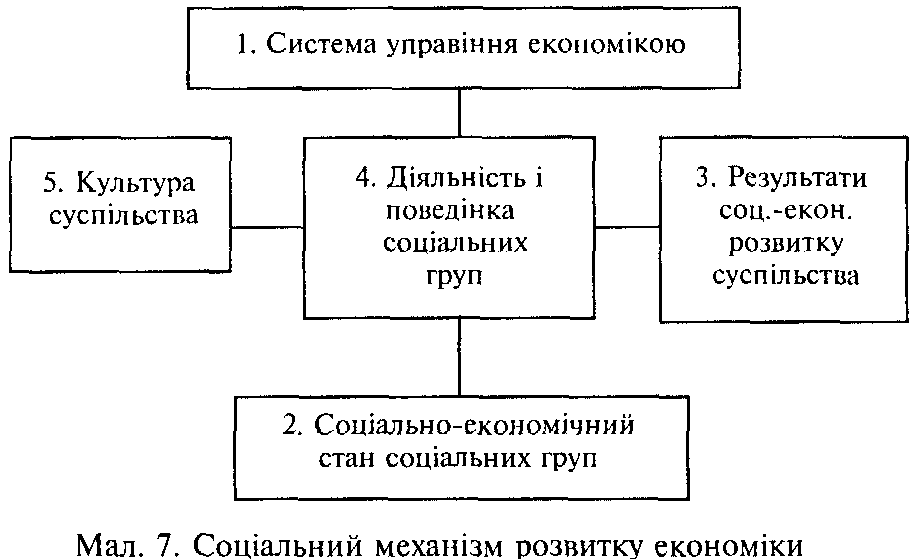 1. Система управіння економікою
5. Культура
суспільства
4. Діяльність і
поведінка
соціальних
груп
3. Результати
соц.-екон.
розвитку
суспільства
2. Соціально-економічний
стан соціальних груп
Мал. 7. Соціальний механізм розвитку економіки